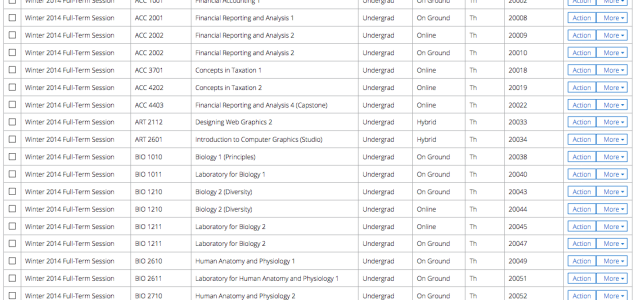 Winter 2014 Full-Term Session ACC 1001 Financial Accounting 1 Undergrad On Ground Th 20002 Action More
Winter 2014 Full-Term Session ACC 2001 Financial Reporting and Analysis 1 Undergrad On Ground Th 20008 Action More
Winter 2014 Full-Term Session ACC 2002 Financial Reporting and Analysis 2 Undergrad Online Th 20009 Action More
Winter 2014 Full-Term Session ACC 2002 Financial Reporting and Analysis 2 Undergrad On Ground Th 20010 Action More
Winter 2014 Full-Term Session ACC 3701 Concepts in Taxation 1 Undergrad Online Th 20018 Action More
Winter 2014 Full-Term Session ACC 4202 Concepts in Taxation 2 Undergrad Online Th 20019 Action More
Winter 2014 Full-Term Session ACC 4403 Financial Reporting and Analysis 4 (Capstone) Undergrad Online Th 20022 Action More
Winter 2014 Full-Term Session ART 2112 Designing Web Graphics 2 Undergrad Hybrid Th 20033 Action More
Winter 2014 Full-Term Session ART 2601 Introduction to Computer Graphics (Studio) Undergrad Hybrid Th 20034 Action More
Winter 2014 Full-Term Session BIO 1010 Biology 1 (Principles) Undergrad On Ground Th 20038 Action More
Winter 2014 Full-Term Session BIO 1011 Laboratory for Biology 1 Undergrad On Ground Th 20040 Action More
Winter 2014 Full-Term Session BIO 1210 Biology 2 (Diversity) Undergrad On Ground Th 20043 Action More
Winter 2014 Full-Term Session BIO 1210 Biology 2 (Diversity) Undergrad Online Th 20044 Action More
Winter 2014 Full-Term Session BIO 1211 Laboratory for Biology 2 Undergrad Online Th 20045 Action More
Winter 2014 Full-Term Session BIO 1211 Laboratory for Biology 2 Undergrad On Ground Th 20047 Action More
Winter 2014 Full-Term Session BIO 2610 Human Anatomy and Physiology 1 Undergrad On Ground Th 20049 Action More
Winter 2014 Full-Term Session BIO 2611 Laboratory for Human Anatomy and Physiology 1 Undergrad On Ground Th 20051 Action More
Winter 2014 Full-Term Session BIO 2710 Human Anatomy and Physiology 2 Undergrad On Ground Th 20052 Action More